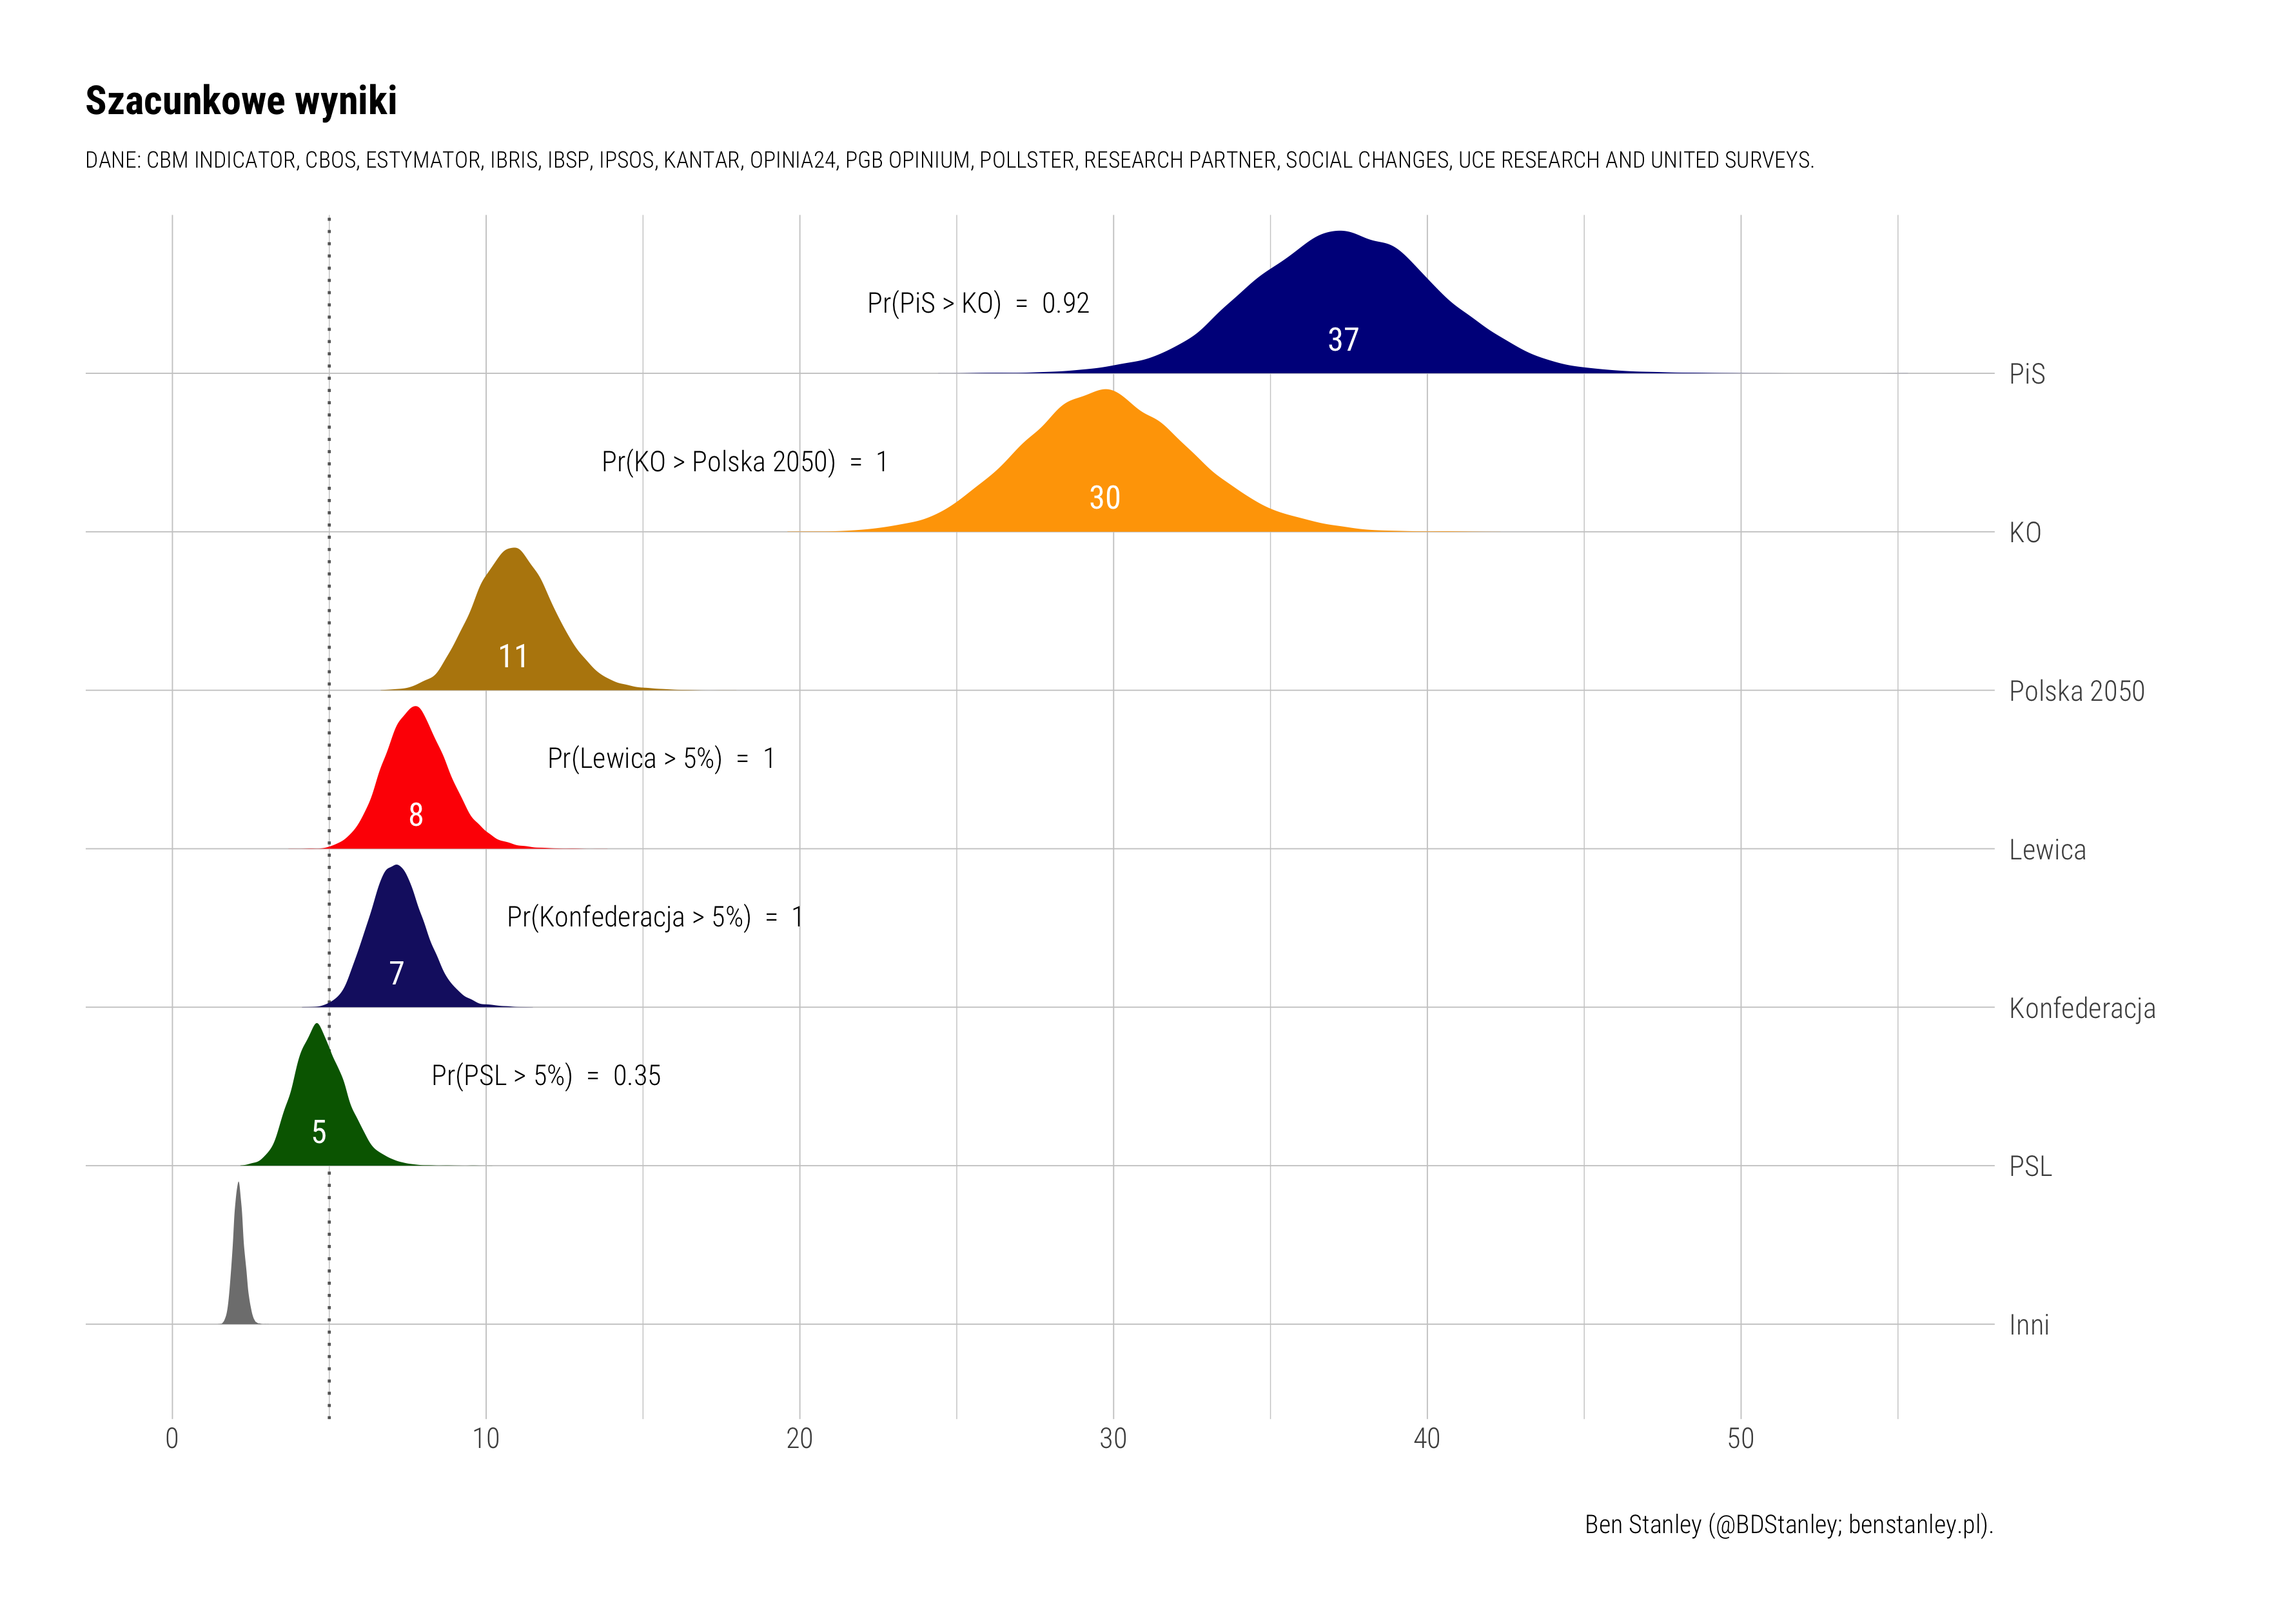 Szacunkowe wyniki
DANE: CBM INDICATOR, CBOS, ESTYMATOR, IBRIS, IBSP, IPSOS, KANTAR, OPINIA24, PGB OPINIUM, POLLSTER, RESEARCH PARTNER, SOCIAL CHANGES, UCE RESEARCH AND UNITED SURVEYS.
Pr(PiS > KO) = 0.92
37
PiS
Pr(KO > Polska 2050) = 1
30
KO
11
Polska 2050
Pr(Lewica > 5%) = 1
8
Lewica
Pr(Konfederacja > 5%) = 1
7
Konfederacja
Pr(PSL > 5%) = 0.35
5
PSL
Inni
0 10 20 30 40 50
Ben Stanley (@BDStanley; benstanley.pl).